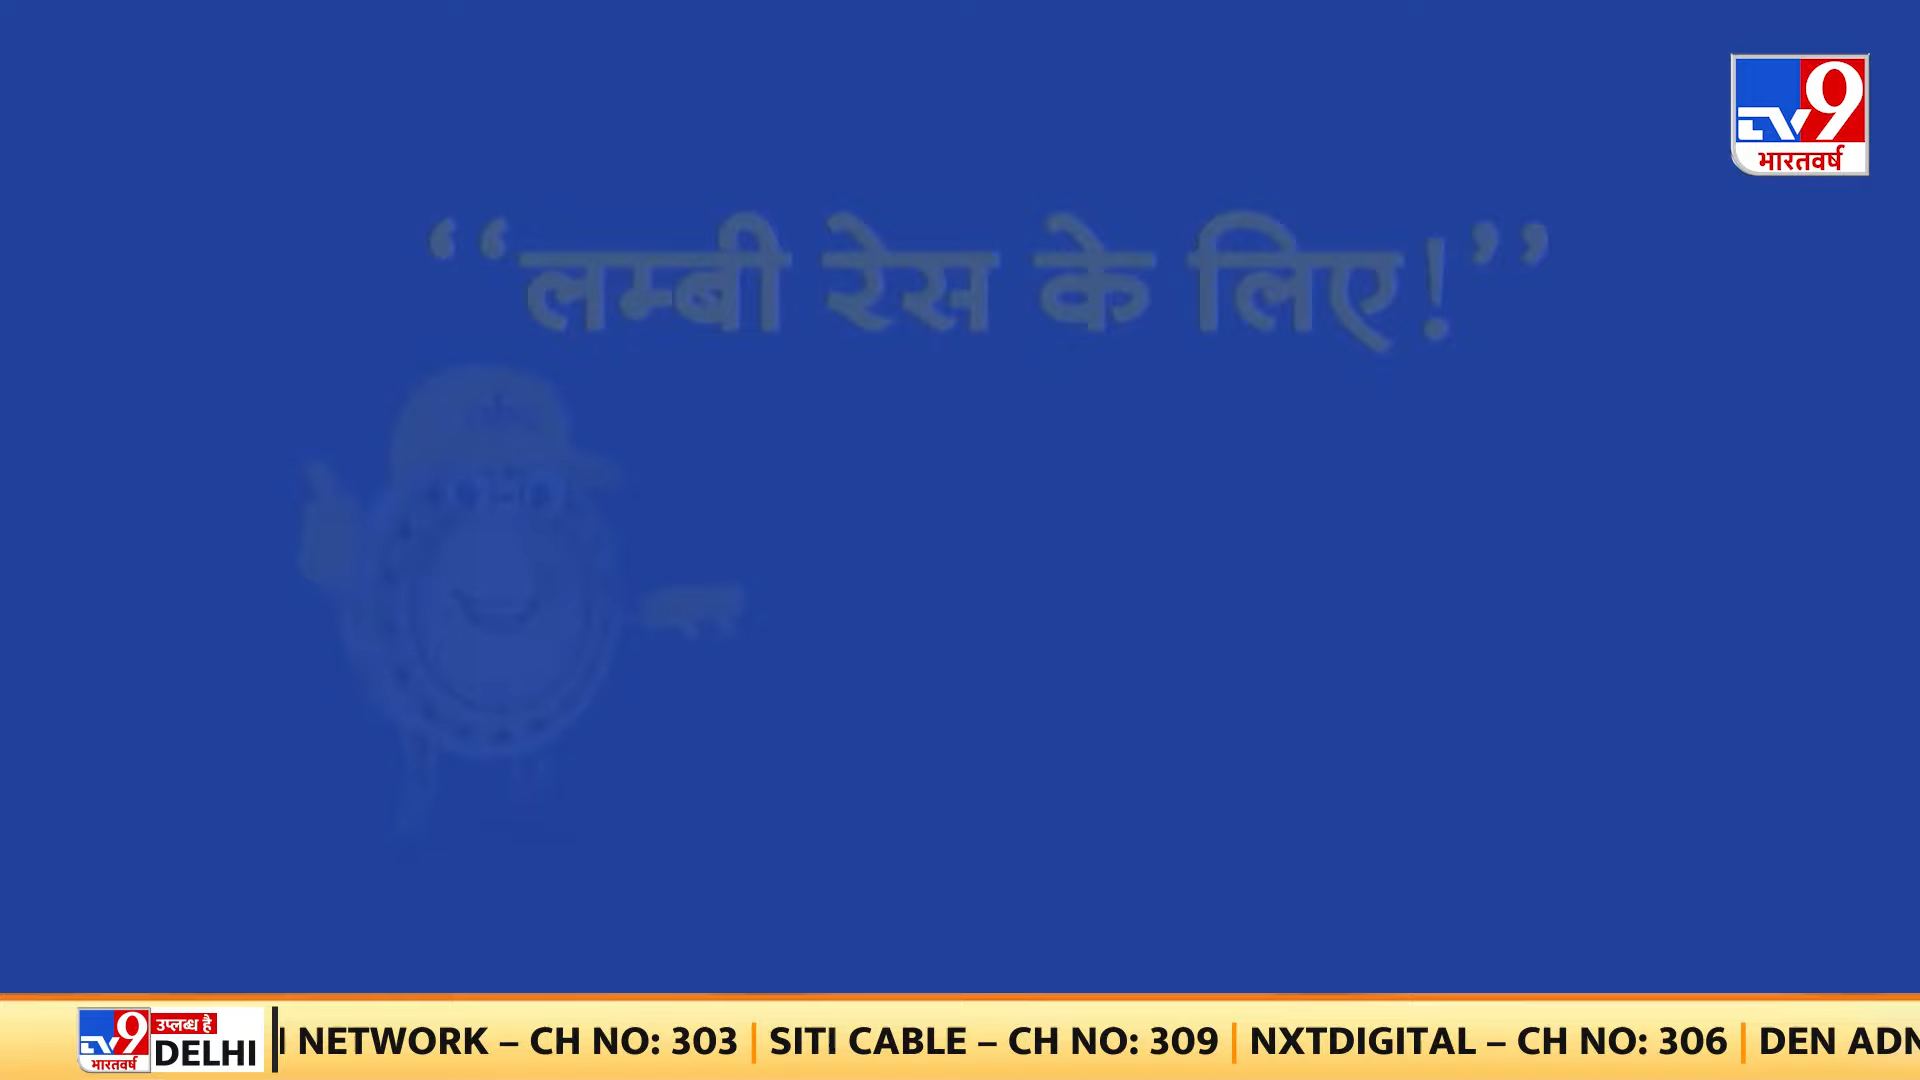 TV9
भारतवर्ष
‘‘लम्बी रेस के लिए!’’
TV9 भारतवर्ष उपलब्ध है DELHI
NETWORK – CH NO: 303 | SITI CABLE – CH NO: 309 | NXTDIGITAL – CH NO: 306 | DEN